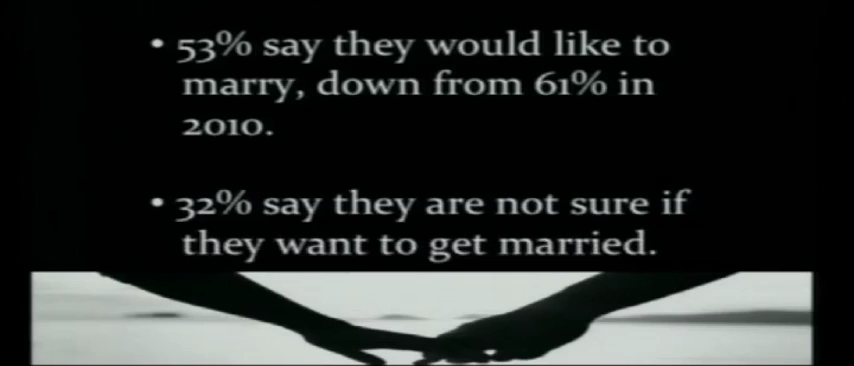 • 53% say they would like to
marry, down from 61% in
2010.
• 32% say they are not sure if
they want to get married.